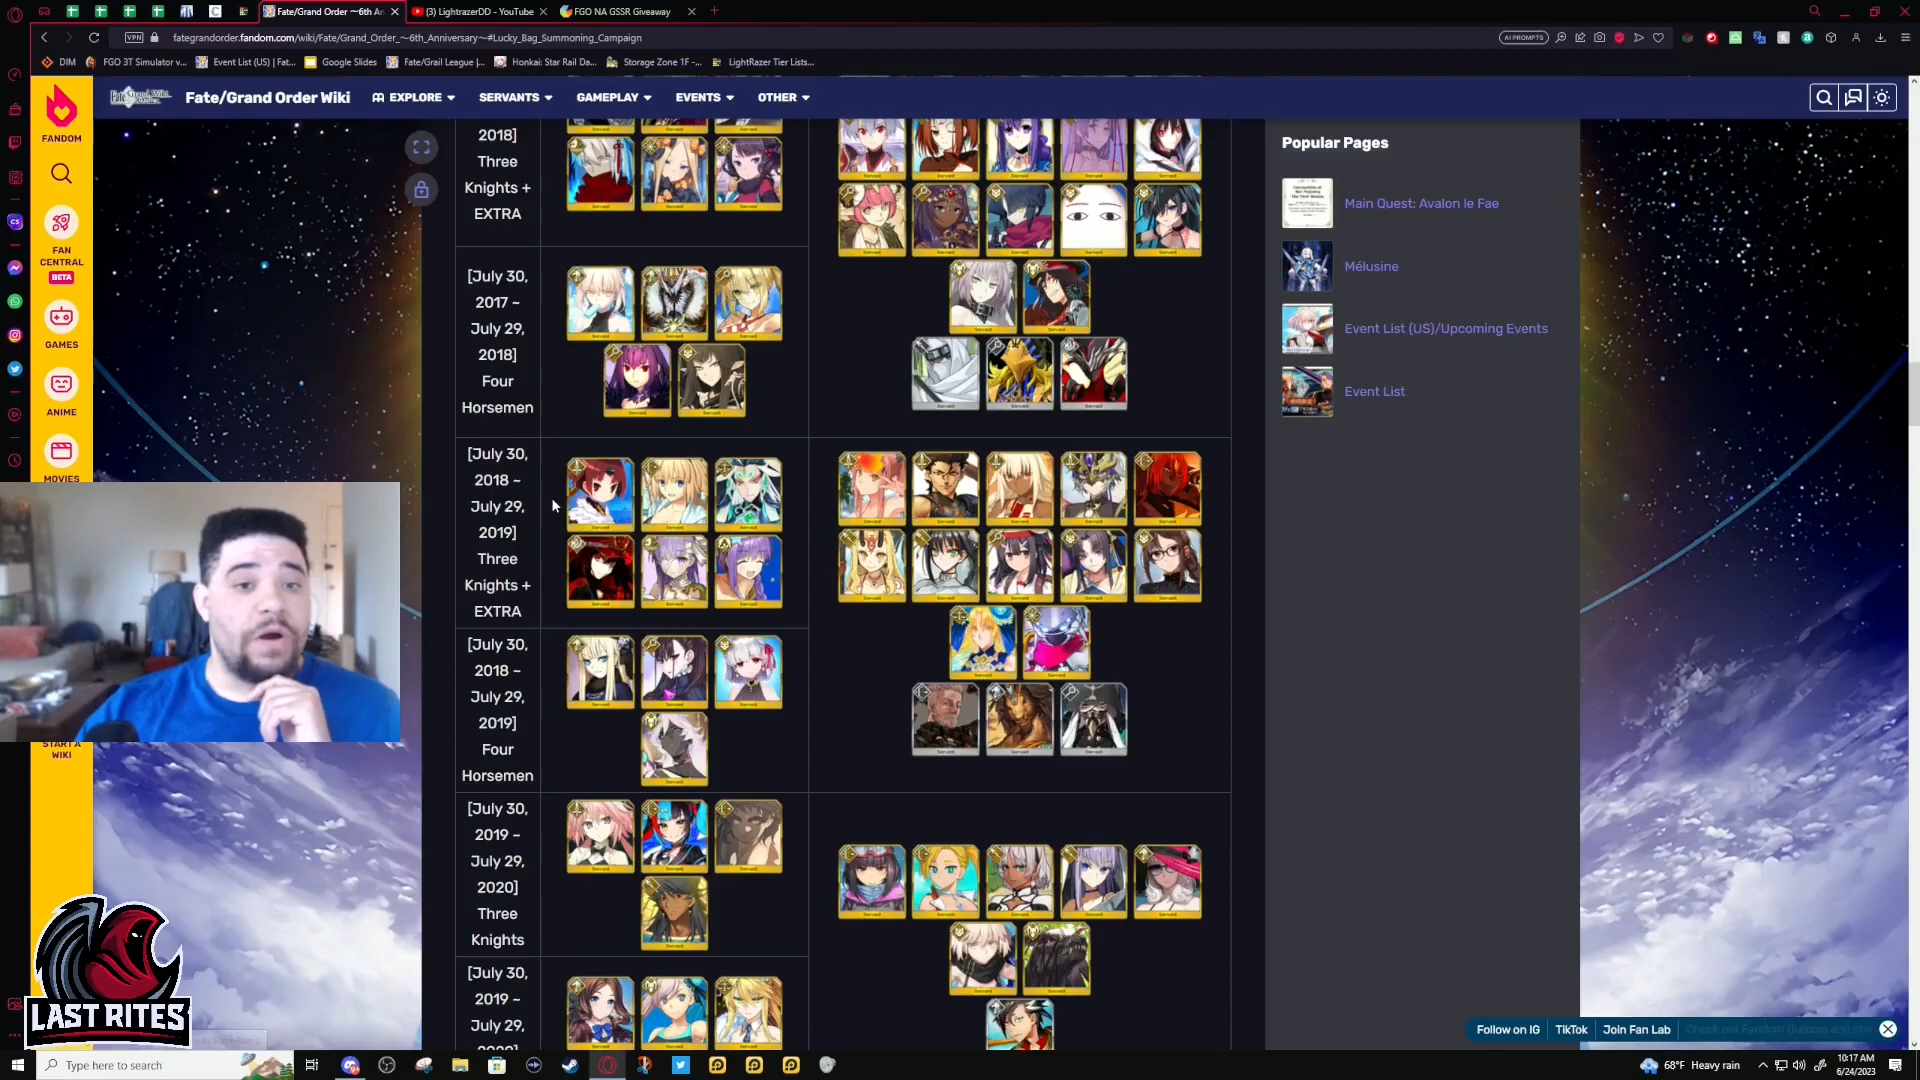 Fate/Grand Order ~6th An
(3) LightrazerDD - YouTube
FGO NA GSSR Giveaway
VPN
fategrandorder.fandom.com/wiki/Fate/Grand_Order_~6th_Anniversary~#Lucky_Bag_Summoning_Campaign
AI PROMPTS
DIM
FGO 3T Simulator v...
Event List (US) | Fat...
Google Slides
Fate/Grail League |...
Honkai: Star Rail Da...
Storage Zone 1F -...
LightRazer Tier Lists...
Fate/Grand Order Wiki
EXPLORE
SERVANTS
GAMEPLAY
EVENTS
OTHER
FANDOM
FAN
CENTRAL
BETA
GAMES
ANIME
MOVIES
START A
WIKI
2018]
Three
Knights +
EXTRA
[July 30,
2017 ~
July 29,
2018]
Four
Horsemen
[July 30,
2018 ~
July 29,
2019]
Three
Knights +
EXTRA
[July 30,
2018 ~
July 29,
2019]
Four
Horsemen
[July 30,
2019 ~
July 29,
2020]
Three
Knights
[July 30,
2019 ~
July 29,
Popular Pages
Main Quest: Avalon le Fae
Mélusine
Event List (US)/Upcoming Events
Event List
LAST RITES
Follow on IG
TikTok
Join Fan Lab
Type here to search
68°F Heavy rain
10:17 AM
6/24/2023